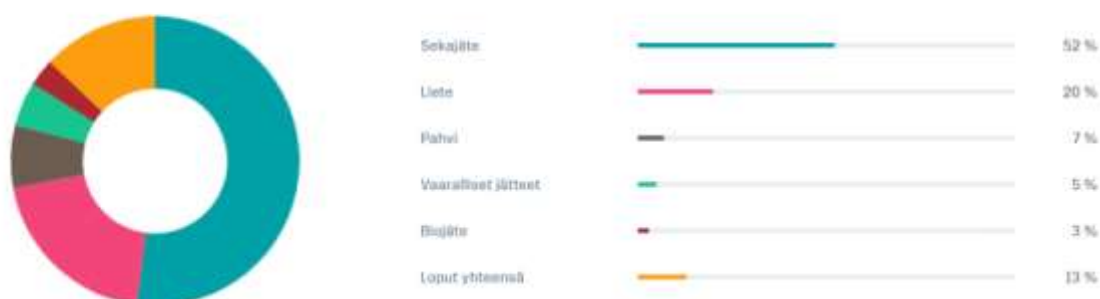 Sekajäte 52 %
Liete 20 %
Pahvi 7 %
Vaaralliset jätteet 5 %
Biojäte 3 %
Loput yhteensä 13 %